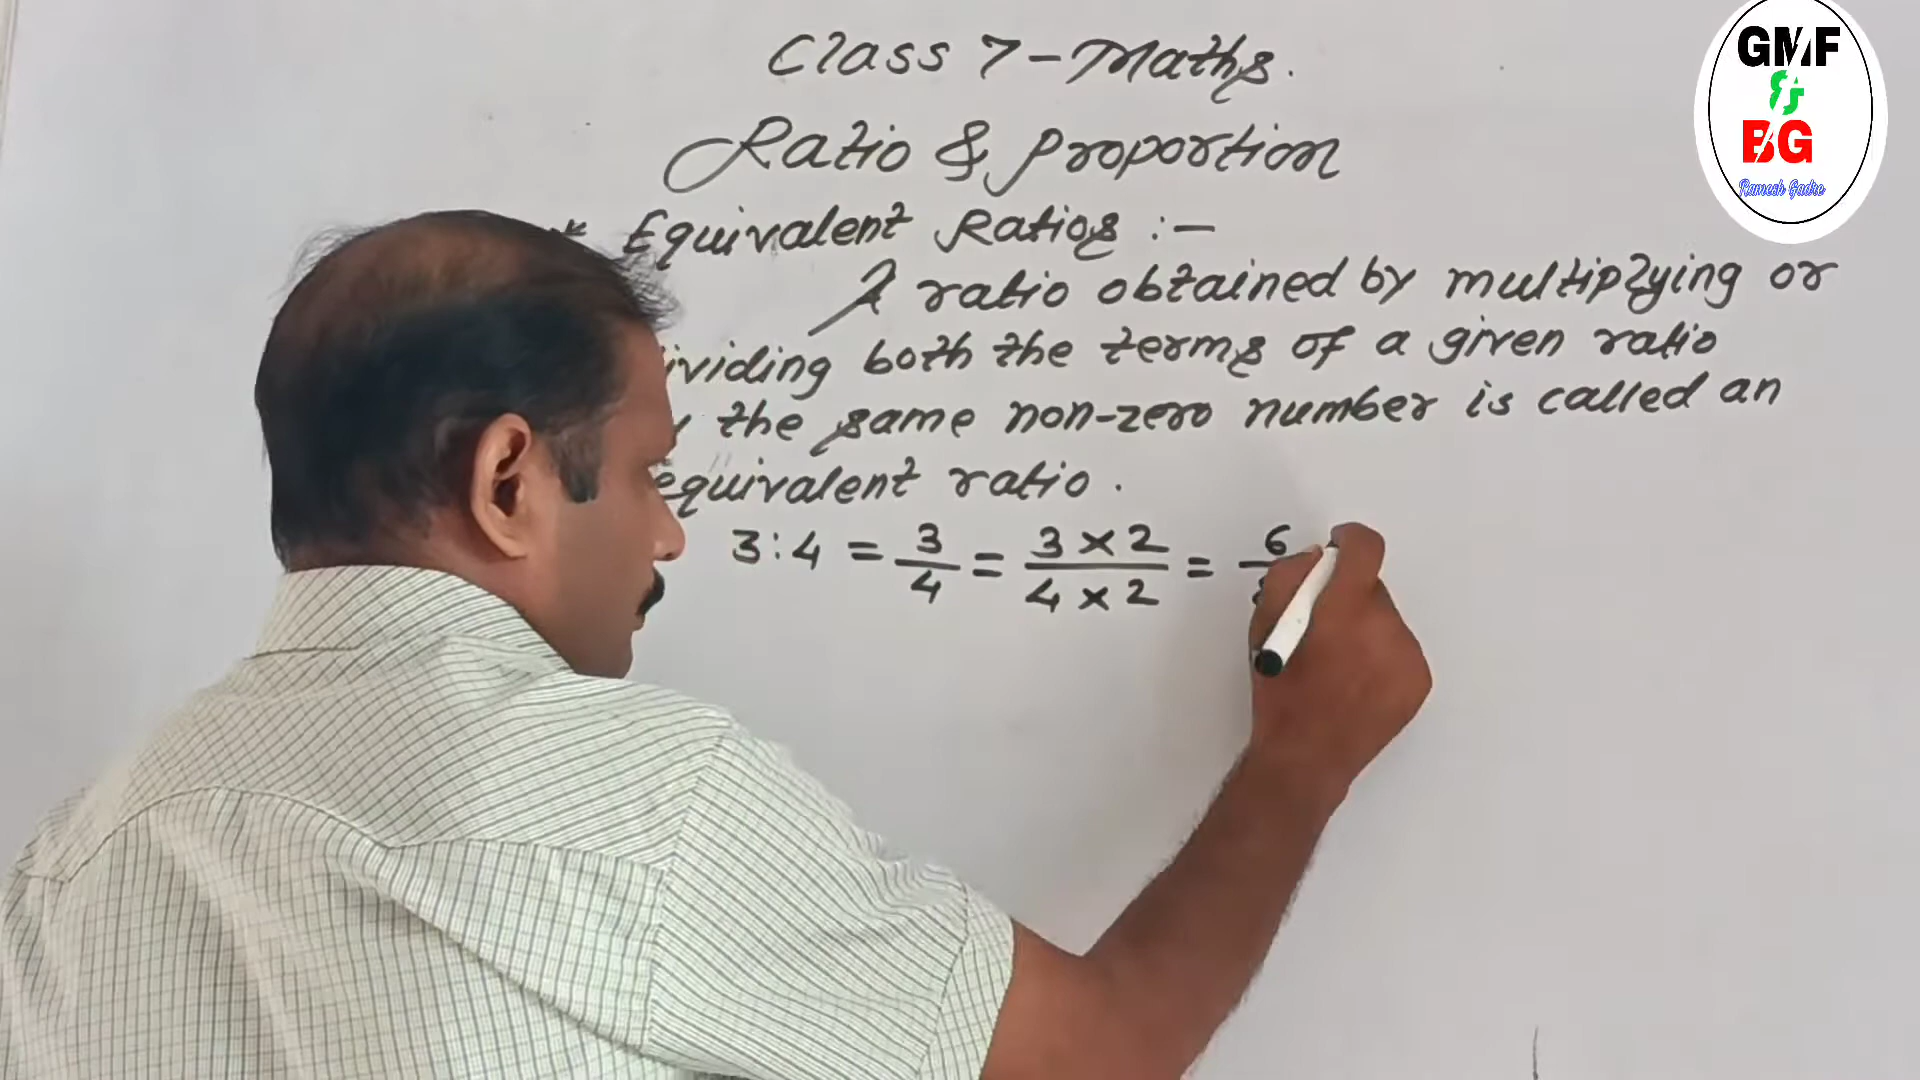 Class 7 - Maths.
Ratio & proportion
* Equivalent Ratios :-
A ratio obtained by multiplying or
ividing both the terms of a given ratio
the same non-zero number is called an
equivalent ratio.
3:4 = 3/4 = 3 × 2 / 4 × 2 = 6
GMF
&
BG
Ramesh Gadre